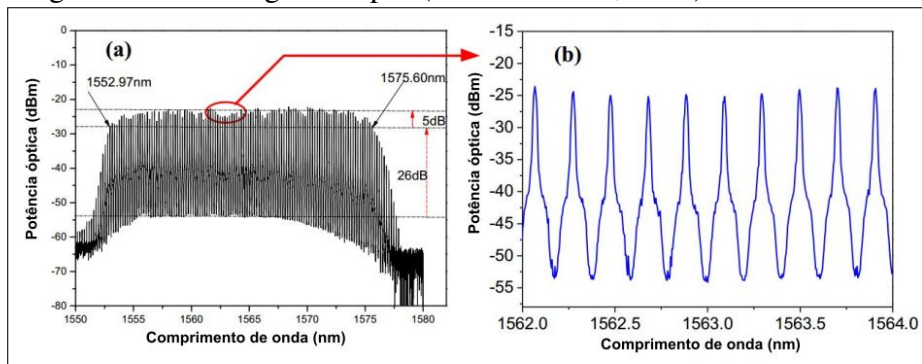 (a)
1552.97nm
1575.60nm
5dB
26dB
0
-10
-20
-30
-40
-50
-60
-70
-80
Potência óptica (dBm)
1550 1555 1560 1565 1570 1575 1580
Comprimento de onda (nm)
(b)
-15
-20
-25
-30
-35
-40
-45
-50
-55
Potência óptica (dBm)
1562.0 1562.5 1563.0 1563.5 1564.0
Comprimento de onda (nm)